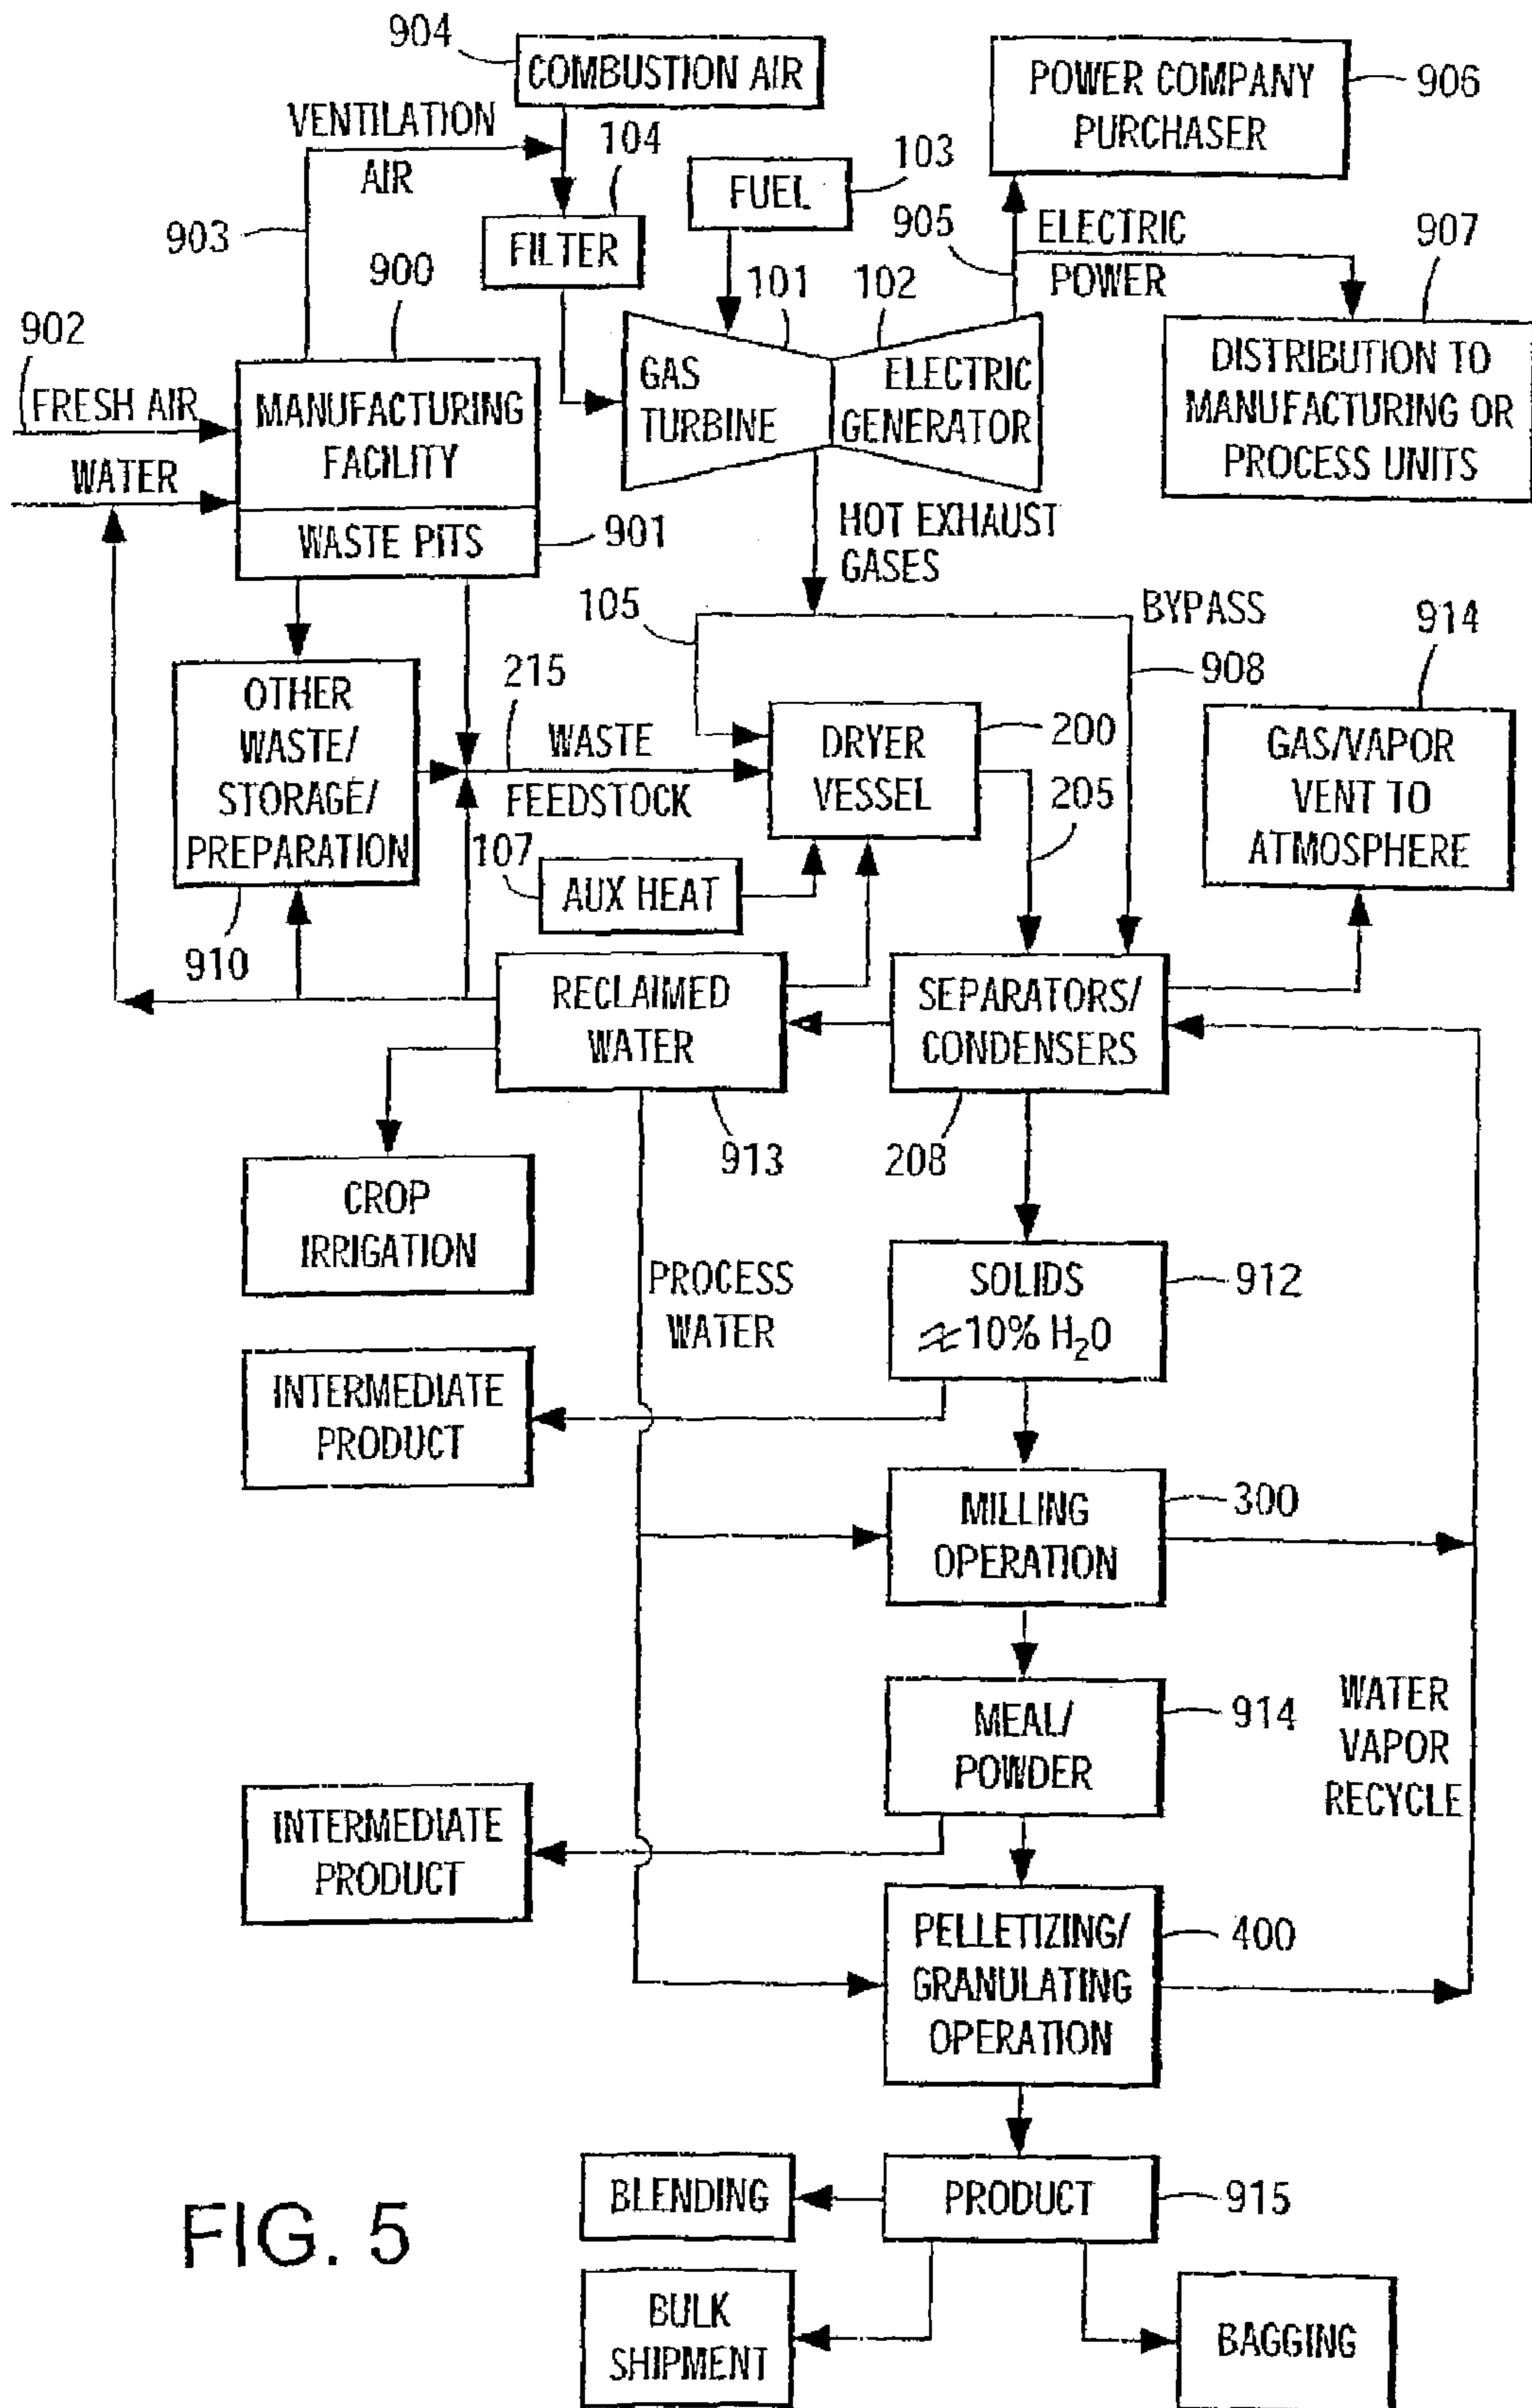 904
COMBUSTION AIR
POWER COMPANY
PURCHASER
906
VENTILATION
AIR
104
103
FUEL
903
FILTER
905
ELECTRIC
POWER
907
900
101
102
902
FRESH AIR
WATER
MANUFACTURING
FACILITY
WASTE PITS
901
GAS
TURBINE
ELECTRIC
GENERATOR
DISTRIBUTION TO
MANUFACTURING OR
PROCESS UNITS
HOT EXHAUST
GASES
105
BYPASS
908
914
OTHER
WASTE/
STORAGE/
PREPARATION
910
215
WASTE
FEEDSTOCK
DRYER
VESSEL
200
205
GAS/VAPOR
VENT TO
ATMOSPHERE
107
AUX HEAT
RECLAIMED
WATER
913
SEPARATORS/
CONDENSERS
208
CROP
IRRIGATION
PROCESS
WATER
SOLIDS
≉10% H₂O
912
INTERMEDIATE
PRODUCT
MILLING
OPERATION
300
MEAL/
POWDER
914
WATER
VAPOR
RECYCLE
INTERMEDIATE
PRODUCT
PELLETIZING/
GRANULATING
OPERATION
400
BLENDING
PRODUCT
915
FIG. 5
BULK
SHIPMENT
BAGGING